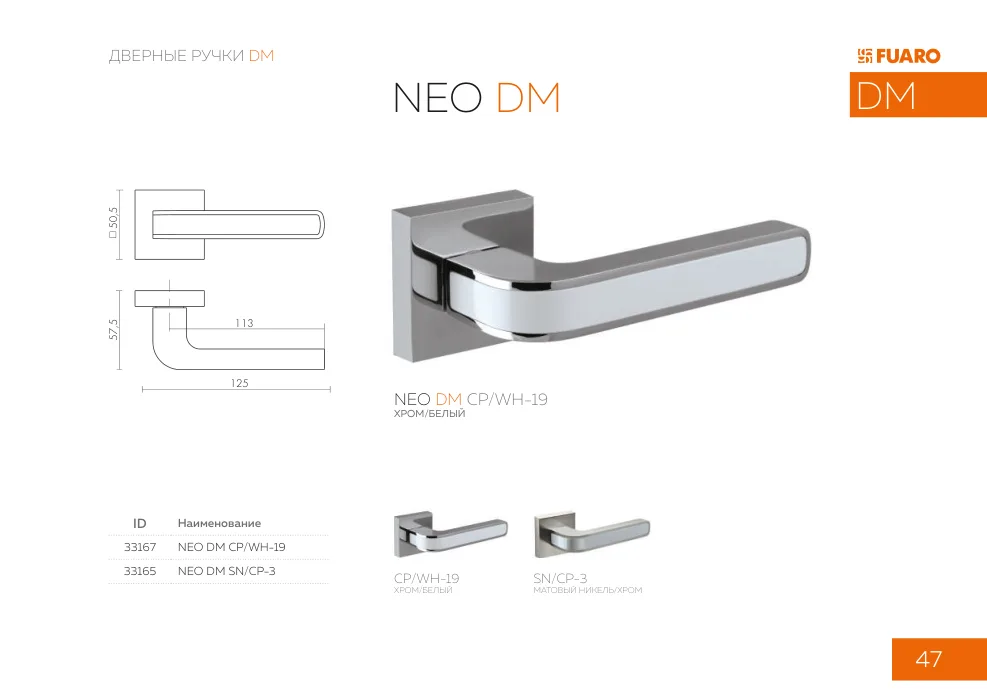 ДВЕРНЫЕ РУЧКИ DM
FUARO
DM
NEO DM
□ 50,5
57,5
113
125
NEO DM CP/WH-19
ХРОМ/БЕЛЫЙ
ID Наименование
33167 NEO DM CP/WH-19
33165 NEO DM SN/CP-3
CP/WH-19
ХРОМ/БЕЛЫЙ
SN/CP-3
МАТОВЫЙ НИКЕЛЬ/ХРОМ
47